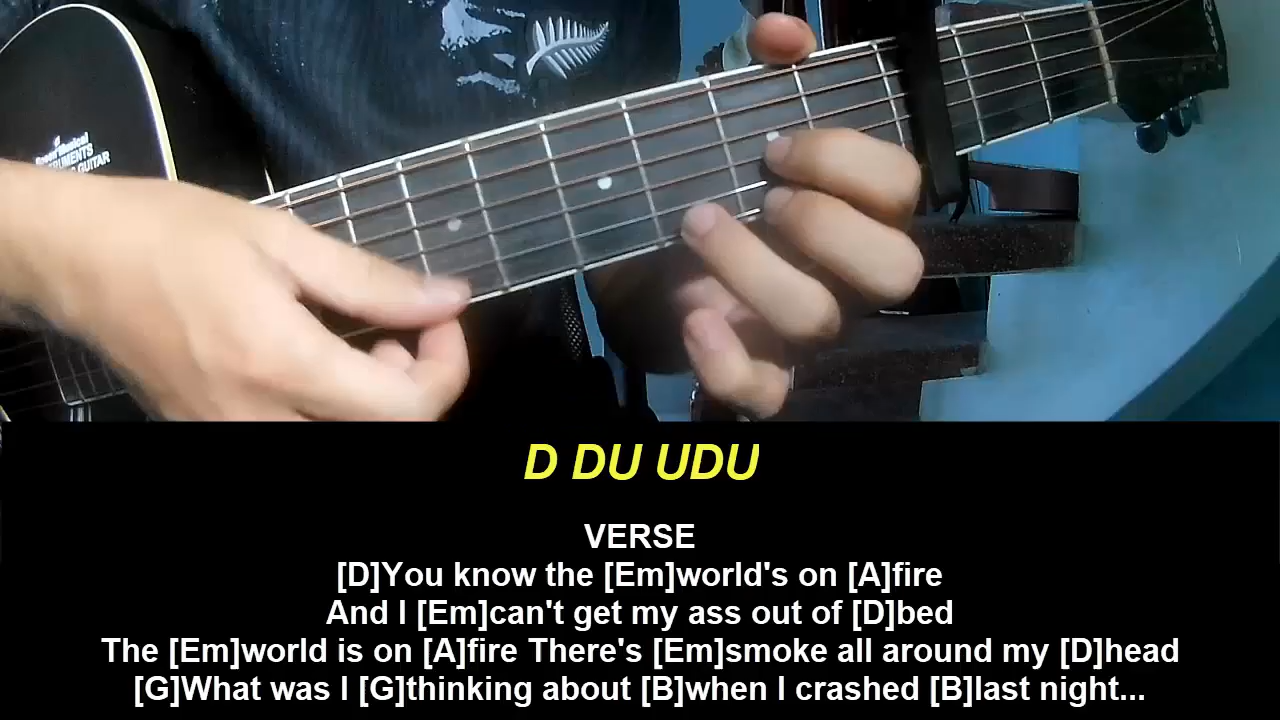 INSTRUMENTS
GUITAR
D DU UDU
VERSE
[D]You know the [Em]world's on [A]fire
And I [Em]can't get my ass out of [D]bed
The [Em]world is on [A]fire There's [Em]smoke all around my [D]head
[G]What was I [G]thinking about [B]when I crashed [B]last night...